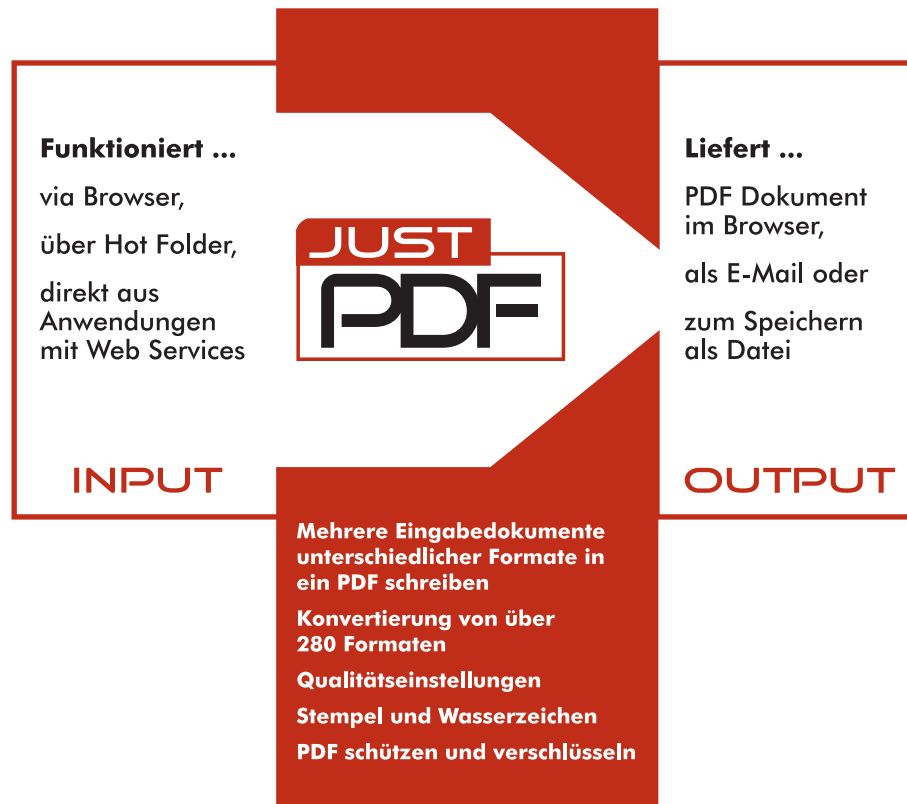 Funktioniert ...
via Browser,
über Hot Folder,
direkt aus
Anwendungen
mit Web Services
INPUT
JUST
PDF
Liefert ...
PDF Dokument
im Browser,
als E-Mail oder
zum Speichern
als Datei
OUTPUT
Mehrere Eingabedokumente
unterschiedlicher Formate in
ein PDF schreiben
Konvertierung von über
280 Formaten
Qualitätseinstellungen
Stempel und Wasserzeichen
PDF schützen und verschlüsseln